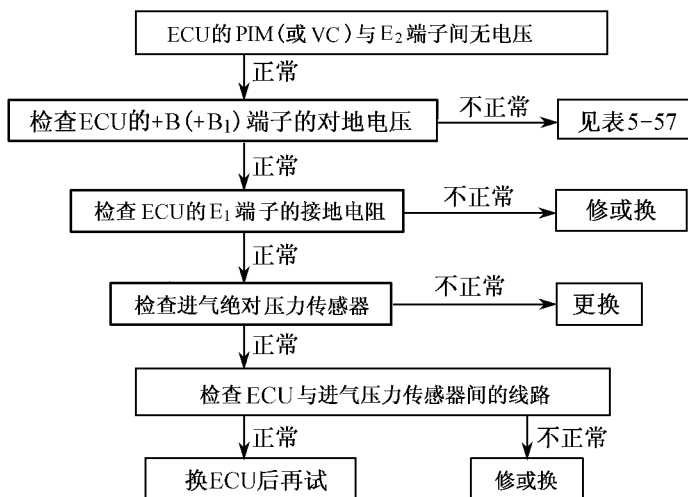 ECU的PIM(或VC)与E₂端子间无电压
正常
检查ECU的+B(+B₁)端子的对地电压
不正常
见表5-57
正常
检查ECU的E₁端子的接地电阻
不正常
修或换
正常
检查进气绝对压力传感器
不正常
更换
正常
检查ECU与进气压力传感器间的线路
正常
不正常
换ECU后再试
修或换